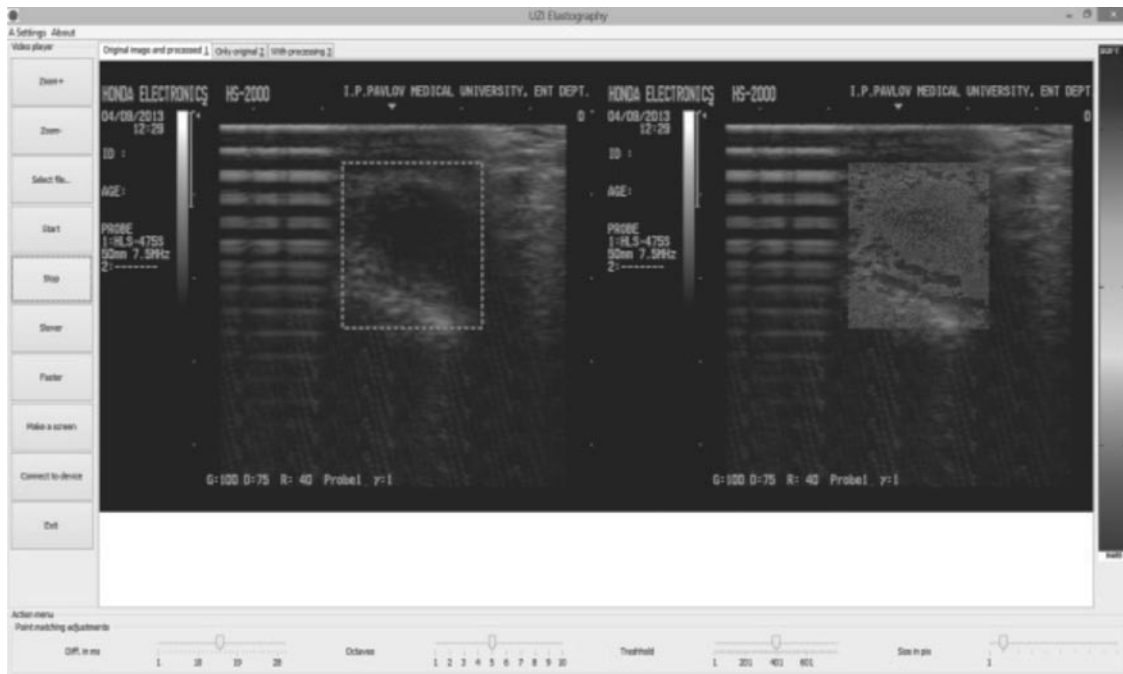 UZI Elastography
A Settings About
Video player
Original image and processed 1 Only original 2 With processing 3
Zoom+
Zoom-
Select file...
Start
Stop
Slower
Faster
Make a screen
Connect to device
Exit
HONDA ELECTRONICS HS-2000 I.P.PAVLOV MEDICAL UNIVERSITY, ENT DEPT.
04/09/2013 0
12:29
ID :
AGE:
PROBE
1:HLS-475S
50mm 7.5MHz
2:-------
G:100 D:75 R: 40 Probe1 γ:1
HONDA ELECTRONICS HS-2000 I.P.PAVLOV MEDICAL UNIVERSITY, ENT DEPT
04/09/2013 0
12:29
ID :
AGE:
PROBE
1:HLS-475S
50mm 7.5MHz
2:-------
G:100 D:75 R: 40 Probe1 γ:1
SOFT
HARD
Action menu
Point matching adjustments
Diff. in ms
1 10 19 28
Octaves
1 2 3 4 5 6 7 8 9 10
Treshhold
1 201 401 601
Size in pix
1